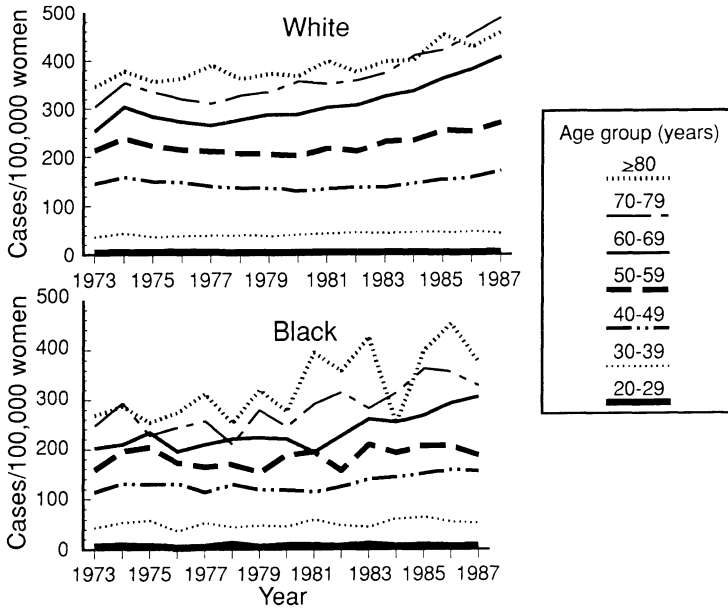 White
Cases/100,000 women
500
400
300
200
100
0
1973 1975 1977 1979 1981 1983 1985 1987
Black
Cases/100,000 women
500
400
300
200
100
0
1973 1975 1977 1979 1981 1983 1985 1987
Year
Age group (years)
≥80
70-79
60-69
50-59
40-49
30-39
20-29